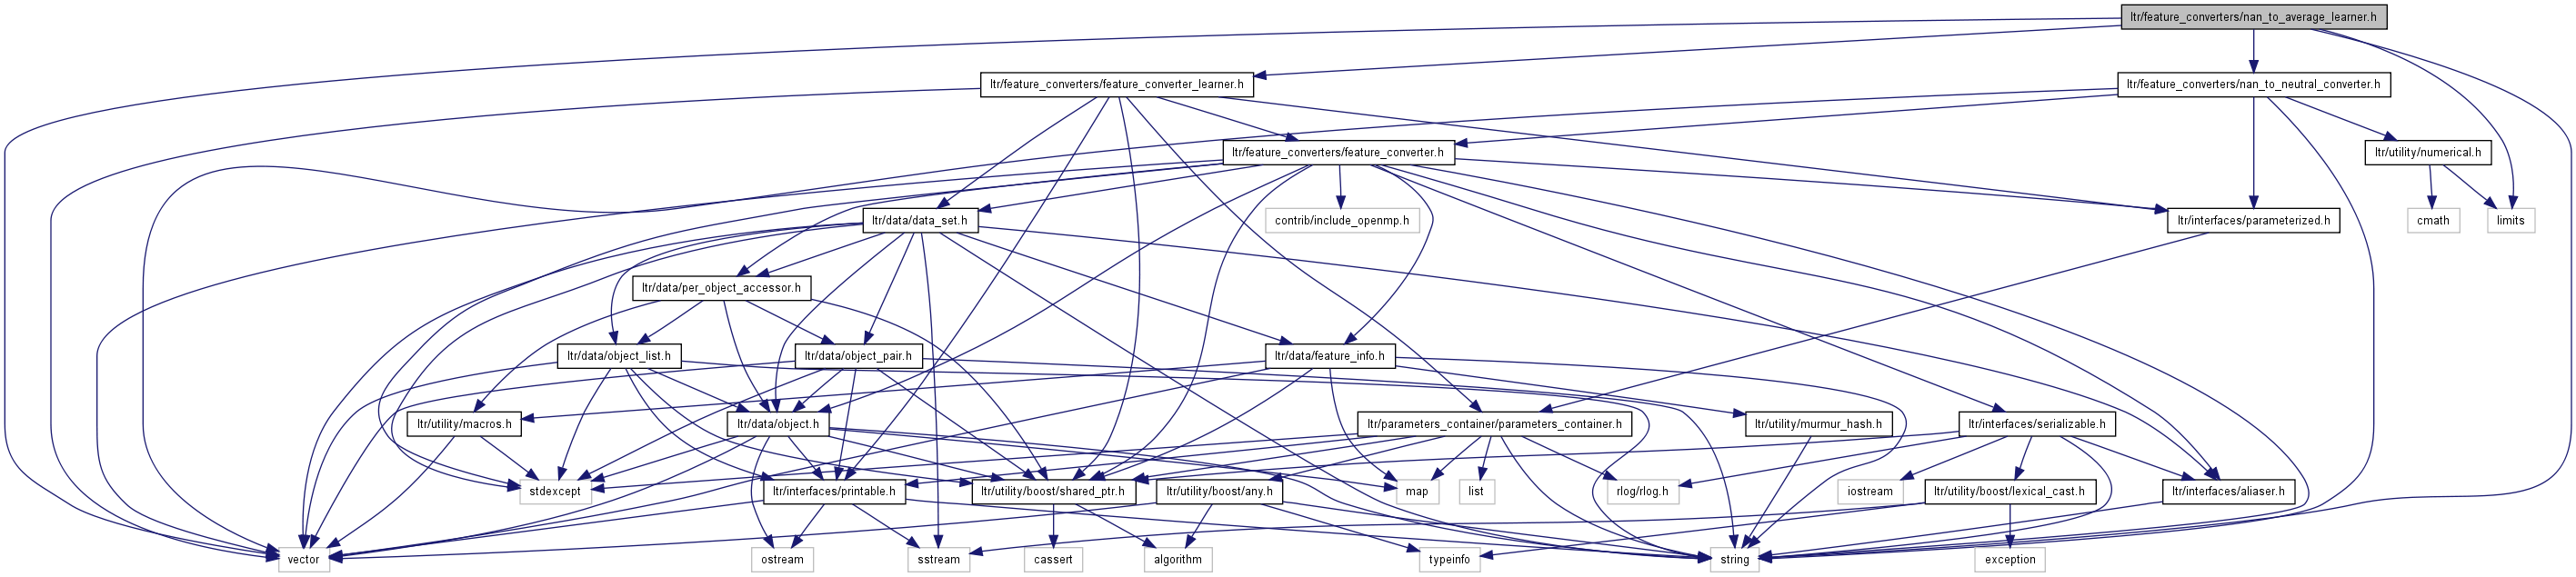 ltr/feature_converters/nan_to_average_learner.h
ltr/feature_converters/feature_converter_learner.h
ltr/feature_converters/nan_to_neutral_converter.h
ltr/feature_converters/feature_converter.h
ltr/utility/numerical.h
ltr/data/data_set.h
contrib/include_openmp.h
ltr/interfaces/parameterized.h
cmath
limits
ltr/data/per_object_accessor.h
ltr/data/object_list.h
ltr/data/object_pair.h
ltr/data/feature_info.h
ltr/utility/macros.h
ltr/data/object.h
ltr/parameters_container/parameters_container.h
ltr/utility/murmur_hash.h
ltr/interfaces/serializable.h
stdexcept
ltr/interfaces/printable.h
ltr/utility/boost/shared_ptr.h
ltr/utility/boost/any.h
map
list
rlog/rlog.h
iostream
ltr/utility/boost/lexical_cast.h
ltr/interfaces/aliaser.h
vector
ostream
sstream
cassert
algorithm
typeinfo
string
exception